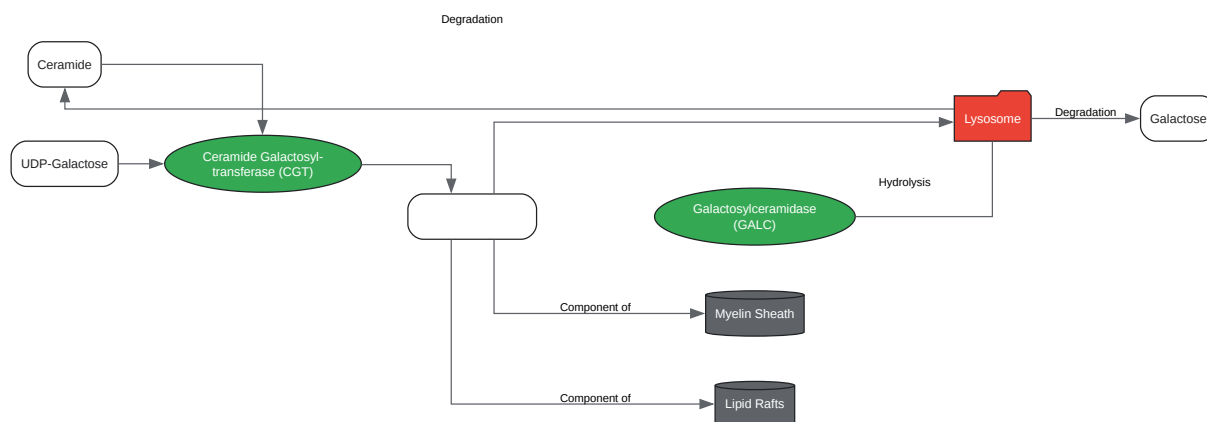 Degradation
Ceramide
Lysosome
Degradation
Galactose
UDP-Galactose
Ceramide Galactosyl-
transferase (CGT)
Hydrolysis
Galactosylceramidase
(GALC)
Component of
Myelin Sheath
Component of
Lipid Rafts